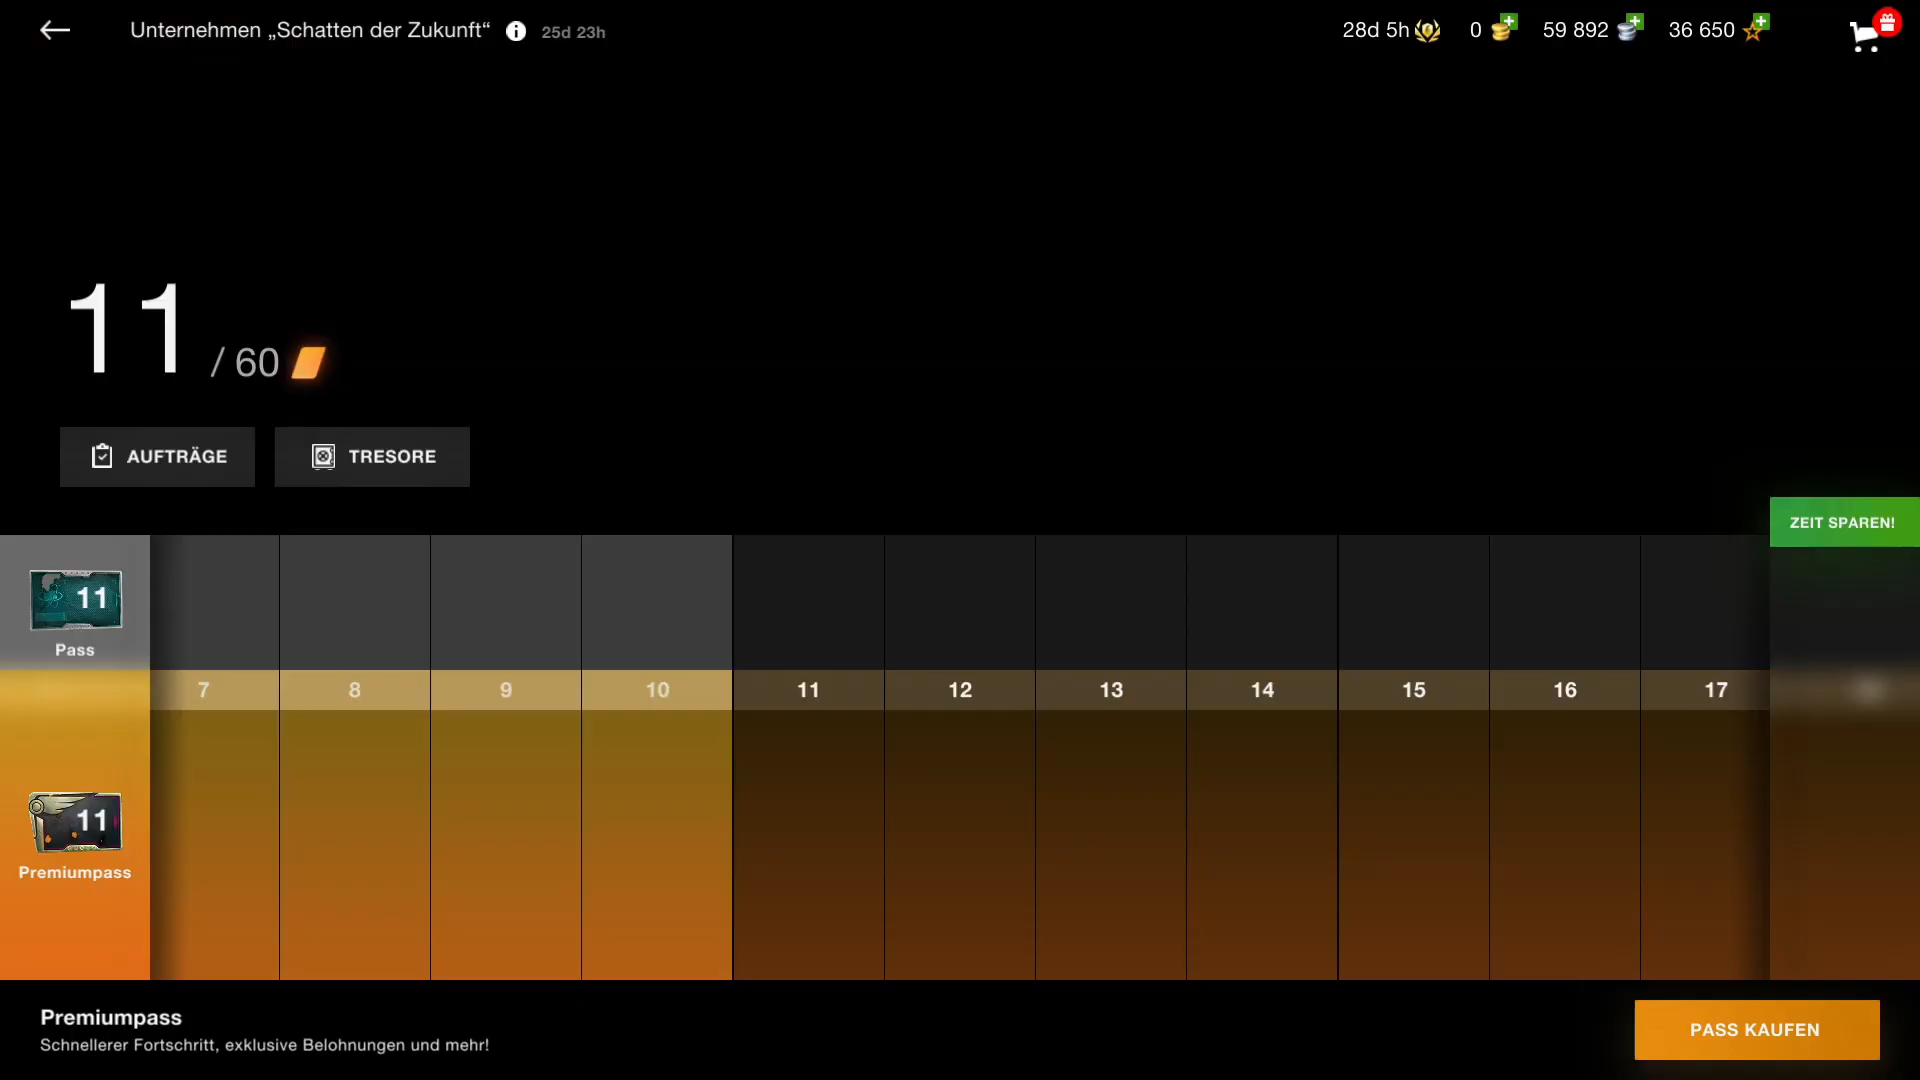 Unternehmen „Schatten der Zukunft“ 25d 23h
28d 5h 0 59 892 36 650
11 / 60
AUFTRÄGE TRESORE
ZEIT SPAREN!
11
Pass
7 8 9 10 11 12 13 14 15 16 17
11
Premiumpass
Premiumpass
Schnellerer Fortschritt, exklusive Belohnungen und mehr!
PASS KAUFEN